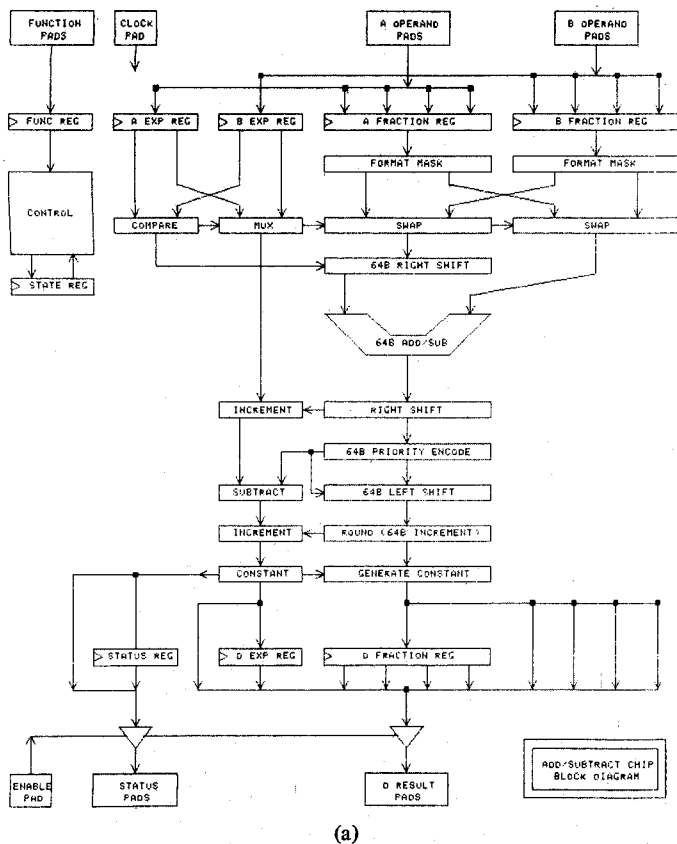 FUNCTION
PADS
CLOCK
PAD
A OPERAND
PADS
B OPERAND
PADS
FUNC REG
A EXP REG
B EXP REG
A FRACTION REG
B FRACTION REG
FORMAT MASK
FORMAT MASK
CONTROL
COMPARE
MUX
SWAP
SWAP
64B RIGHT SHIFT
STATE REG
64B ADD/SUB
INCREMENT
RIGHT SHIFT
64B PRIORITY ENCODE
SUBTRACT
64B LEFT SHIFT
INCREMENT
ROUND (64B INCREMENT)
CONSTANT
GENERATE CONSTANT
STATUS REG
D EXP REG
D FRACTION REG
ENABLE
PAD
STATUS
PADS
D RESULT
PADS
ADD/SUBTRACT CHIP
BLOCK DIAGRAM
(a)